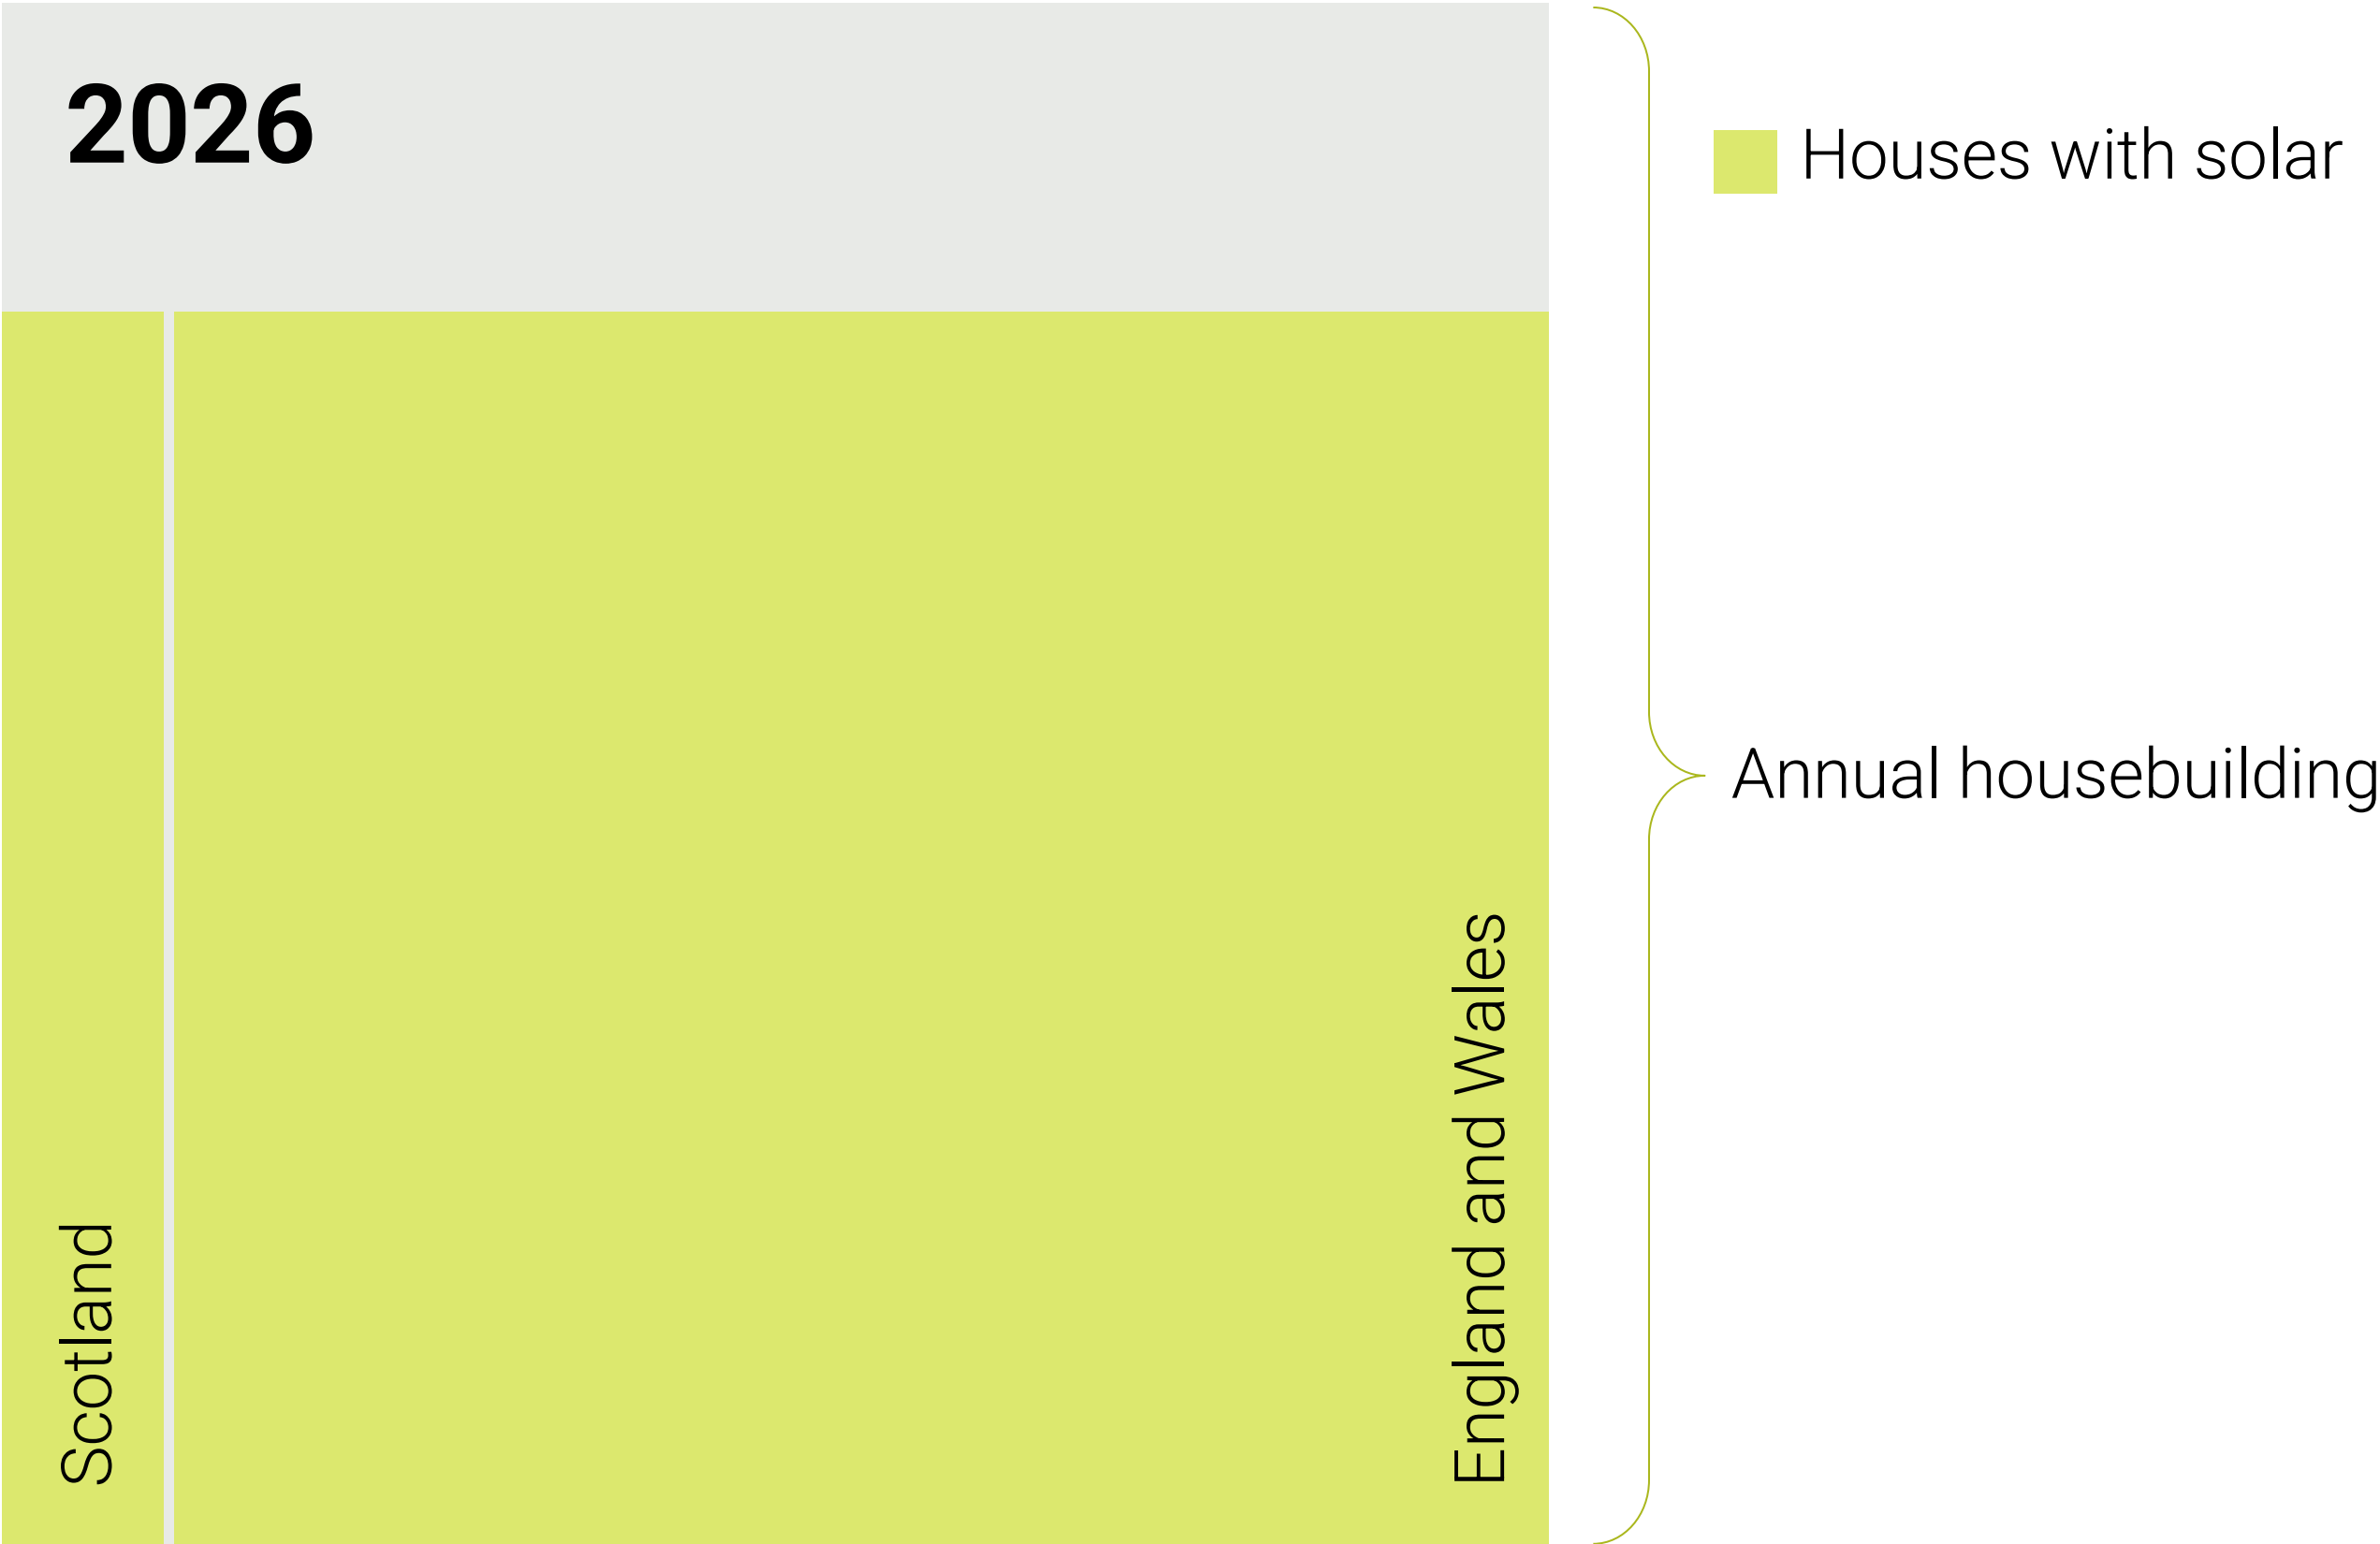 2026
Houses with solar
Annual housebuilding
Scotland
England and Wales